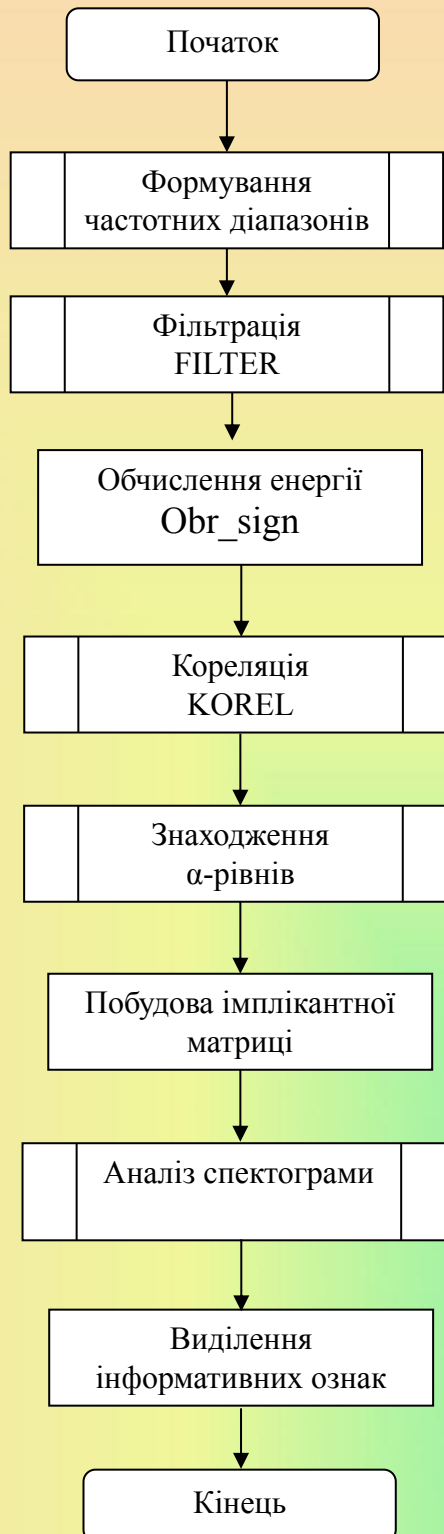 Початок
Формування
частотних діапазонів
Фільтрація
FILTER
Обчислення енергії
Obr_sign
Кореляція
KOREL
Знаходження
α-рівнів
Побудова імплікантної
матриці
Аналіз спектограми
Виділення
інформативних ознак
Кінець